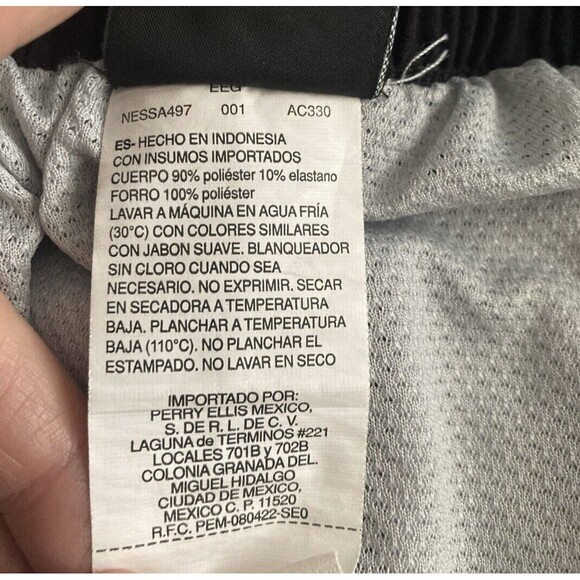 EEG
NESSA497 001 AC330
ES- HECHO EN INDONESIA
CON INSUMOS IMPORTADOS
CUERPO 90% poliéster 10% elastano
FORRO 100% poliéster
LAVAR A MÁQUINA EN AGUA FRÍA
(30°C) CON COLORES SIMILARES
CON JABON SUAVE. BLANQUEADOR
SIN CLORO CUANDO SEA
NECESARIO. NO EXPRIMIR. SECAR
EN SECADORA A TEMPERATURA
BAJA. PLANCHAR A TEMPERATURA
BAJA (110°C). NO PLANCHAR EL
ESTAMPADO. NO LAVAR EN SECO
IMPORTADO POR:
PERRY ELLIS MEXICO,
S. DE R. L. DE C. V.
LAGUNA de TERMINOS #221
LOCALES 701B y 702B
COLONIA GRANADA DEL.
MIGUEL HIDALGO
CIUDAD DE MEXICO,
MEXICO C. P. 11520
R.F.C. PEM-080422-SE0